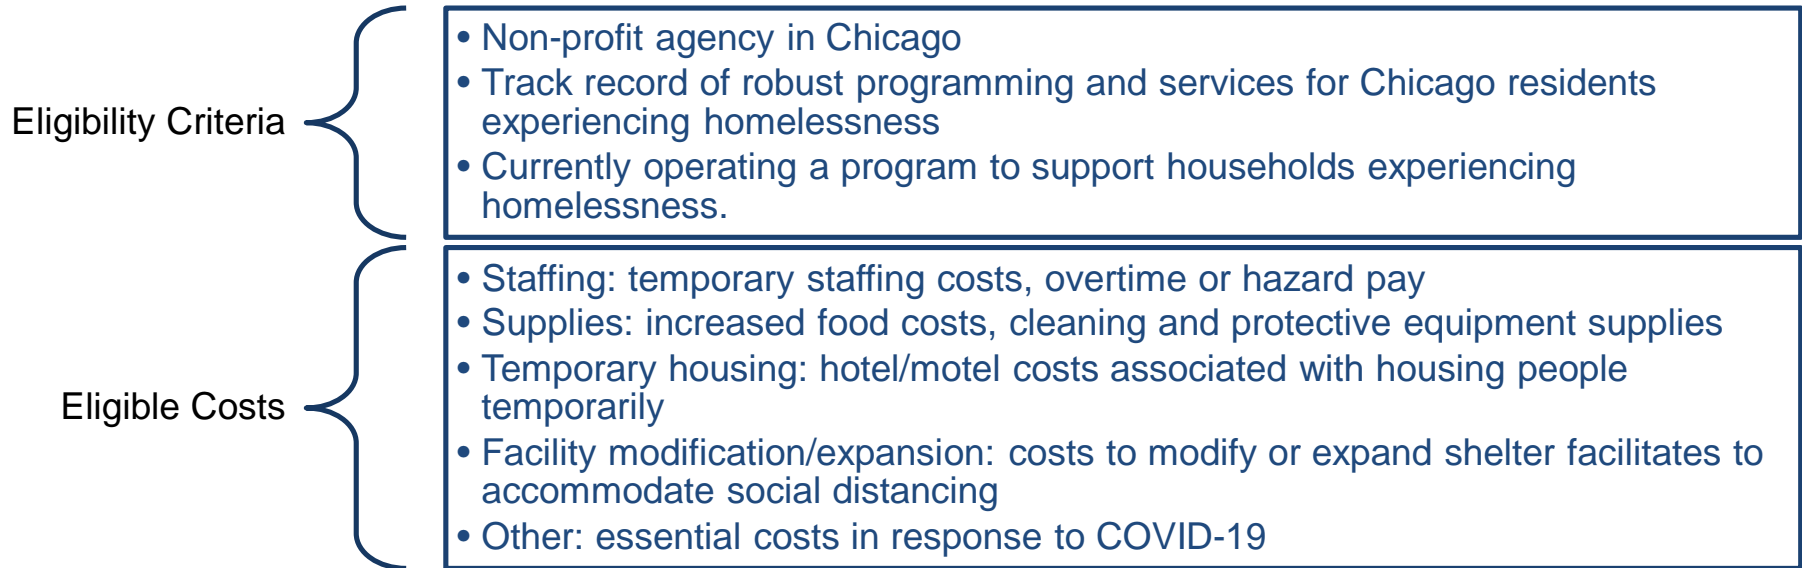 Eligibility Criteria
• Non-profit agency in Chicago
• Track record of robust programming and services for Chicago residents
experiencing homelessness
• Currently operating a program to support households experiencing
homelessness.
Eligible Costs
• Staffing: temporary staffing costs, overtime or hazard pay
• Supplies: increased food costs, cleaning and protective equipment supplies
• Temporary housing: hotel/motel costs associated with housing people
temporarily
• Facility modification/expansion: costs to modify or expand shelter facilitates to
accommodate social distancing
• Other: essential costs in response to COVID-19